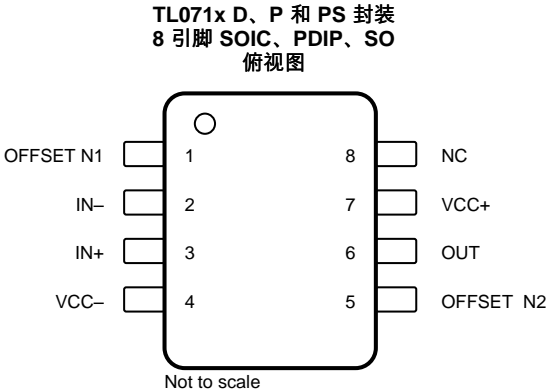 TL071x D、P 和 PS 封装
8 引脚 SOIC、PDIP、SO
俯视图
OFFSET N1 1 8 NC
IN– 2 7 VCC+
IN+ 3 6 OUT
VCC– 4 5 OFFSET N2
Not to scale